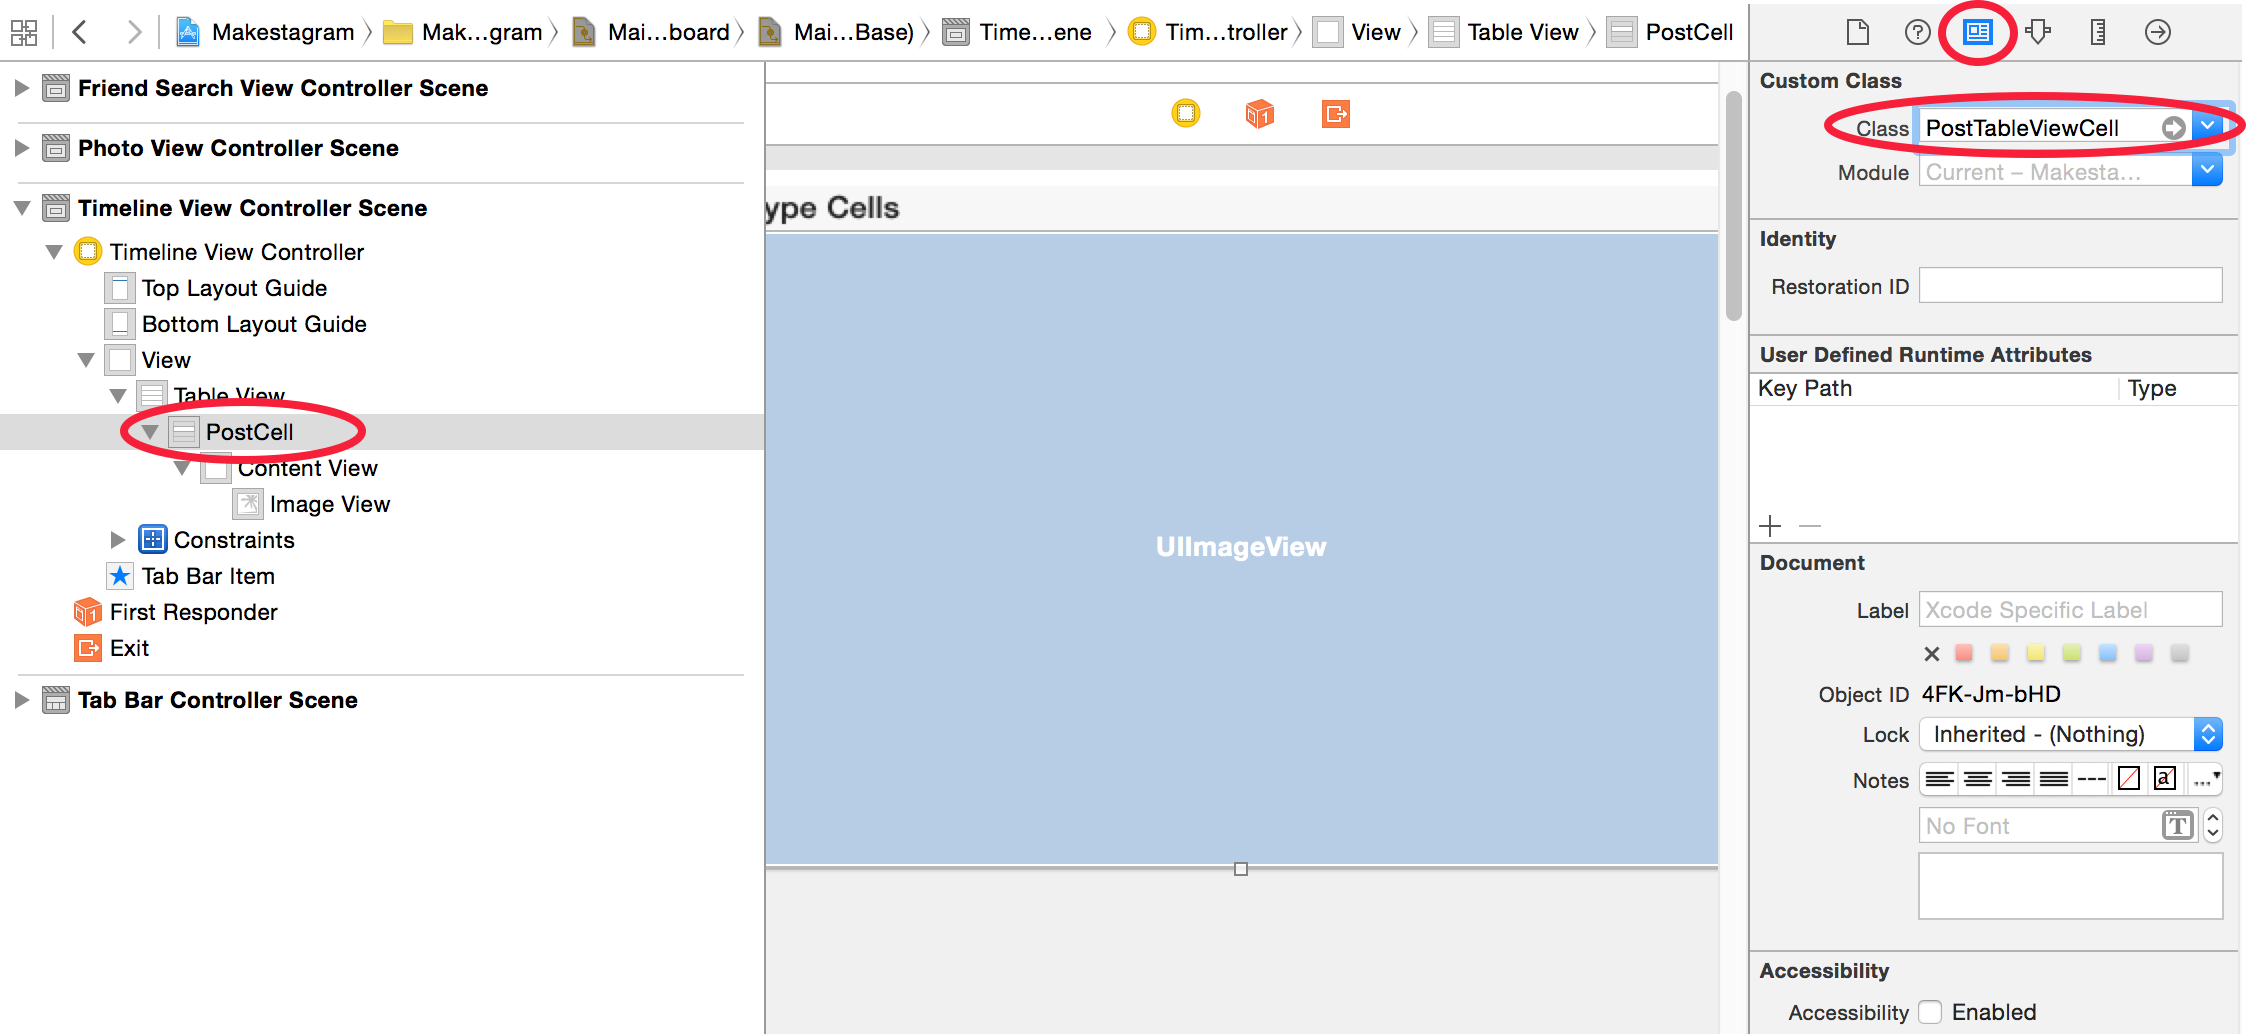 Makestagram Mak...gram Mai...board Mai...Base) Time...ene Tim...troller View Table View PostCell
Friend Search View Controller Scene
Photo View Controller Scene
Timeline View Controller Scene
Timeline View Controller
Top Layout Guide
Bottom Layout Guide
View
Table View
PostCell
Content View
Image View
Constraints
Tab Bar Item
First Responder
Exit
Tab Bar Controller Scene
ype Cells
UIImageView
Custom Class
Class PostTableViewCell
Module Current – Makesta...
Identity
Restoration ID
User Defined Runtime Attributes
Key Path Type
Document
Label Xcode Specific Label
Object ID 4FK-Jm-bHD
Lock Inherited - (Nothing)
Notes
No Font
Accessibility
Accessibility Enabled